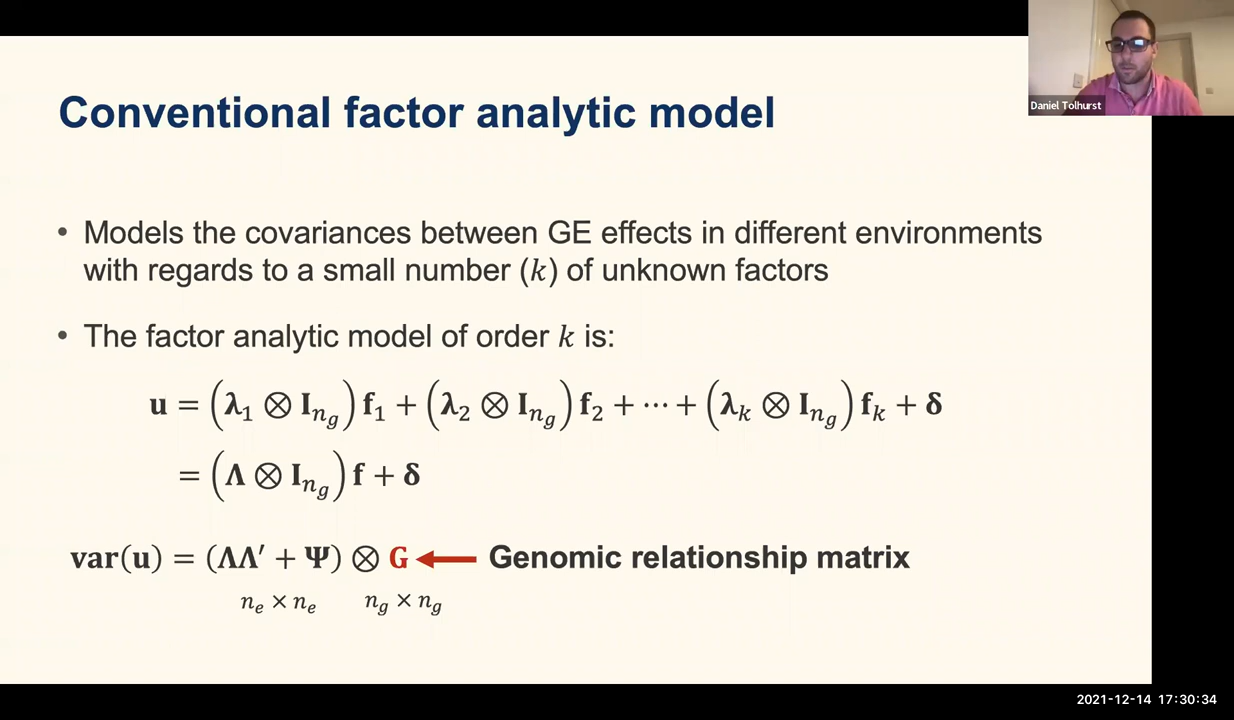 Daniel Tolhurst
Conventional factor analytic model
• Models the covariances between GE effects in different environments
with regards to a small number (k) of unknown factors
• The factor analytic model of order k is:
u = (λ₁ ⊗ I_{n_g}) f₁ + (λ₂ ⊗ I_{n_g}) f₂ + ⋯ + (λ_k ⊗ I_{n_g}) f_k + δ
= (Λ ⊗ I_{n_g}) f + δ
var(u) = (ΛΛ′ + Ψ) ⊗ G ← Genomic relationship matrix
n_e × n_e n_g × n_g
2021-12-14 17:30:34